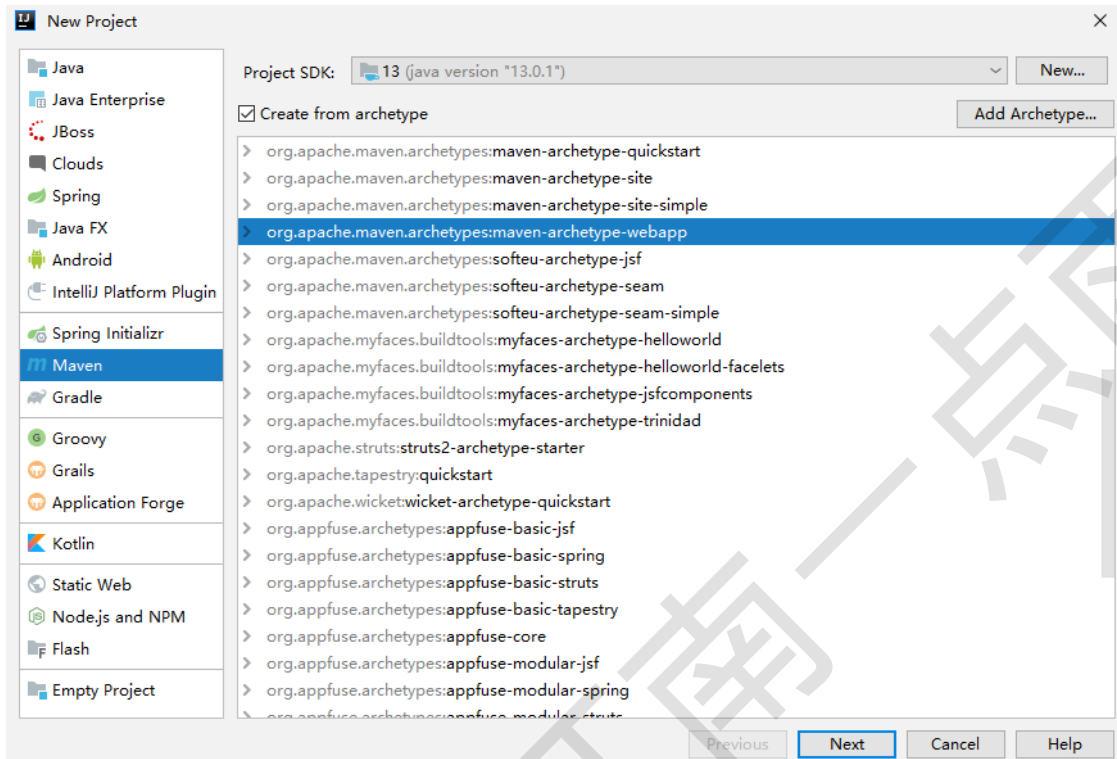 New Project
Java
Java Enterprise
JBoss
Clouds
Spring
Java FX
Android
IntelliJ Platform Plugin
Spring Initializr
Maven
Gradle
Groovy
Grails
Application Forge
Kotlin
Static Web
Node.js and NPM
Flash
Empty Project
Project SDK: 13 (java version "13.0.1") New...
Create from archetype Add Archetype...
org.apache.maven.archetypes:maven-archetype-quickstart
org.apache.maven.archetypes:maven-archetype-site
org.apache.maven.archetypes:maven-archetype-site-simple
org.apache.maven.archetypes:maven-archetype-webapp
org.apache.maven.archetypes:softeu-archetype-jsf
org.apache.maven.archetypes:softeu-archetype-seam
org.apache.maven.archetypes:softeu-archetype-seam-simple
org.apache.myfaces.buildtools:myfaces-archetype-helloworld
org.apache.myfaces.buildtools:myfaces-archetype-helloworld-facelets
org.apache.myfaces.buildtools:myfaces-archetype-jsfcomponents
org.apache.myfaces.buildtools:myfaces-archetype-trinidad
org.apache.struts:struts2-archetype-starter
org.apache.tapestry:quickstart
org.apache.wicket:wicket-archetype-quickstart
org.appfuse.archetypes:appfuse-basic-jsf
org.appfuse.archetypes:appfuse-basic-spring
org.appfuse.archetypes:appfuse-basic-struts
org.appfuse.archetypes:appfuse-basic-tapestry
org.appfuse.archetypes:appfuse-core
org.appfuse.archetypes:appfuse-modular-jsf
org.appfuse.archetypes:appfuse-modular-spring
org.appfuse.archetypes:appfuse-modular-struts
Previous Next Cancel Help
南一点